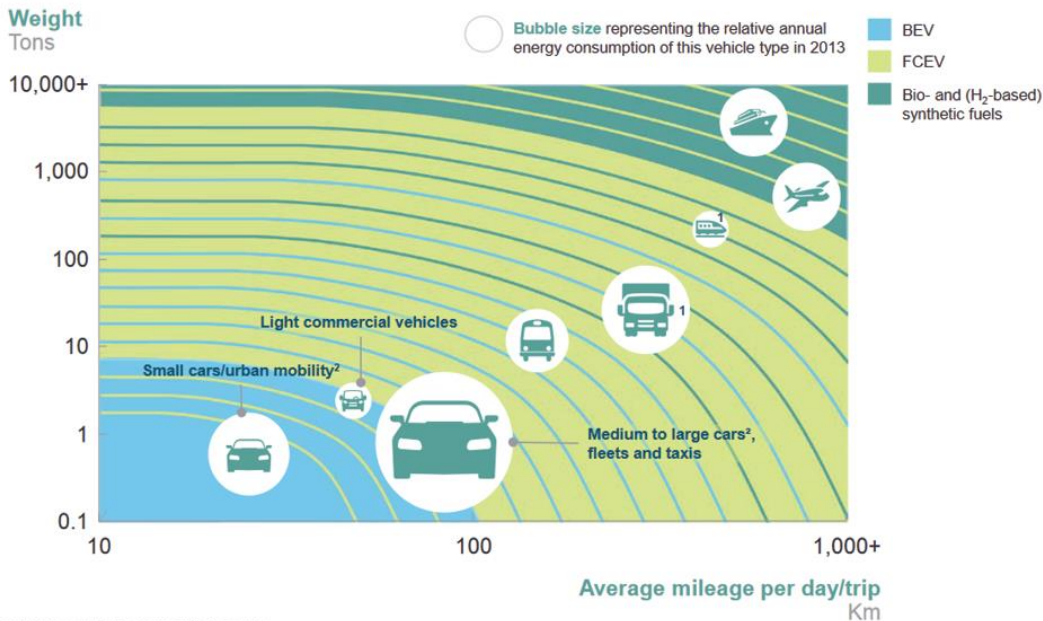 Weight
Tons
Bubble size representing the relative annual
energy consumption of this vehicle type in 2013
BEV
FCEV
Bio- and (H₂-based)
synthetic fuels
10,000+
1,000
100
10
1
0.1
1
1
Light commercial vehicles
Small cars/urban mobility²
Medium to large cars²,
fleets and taxis
10
100
1,000+
Average mileage per day/trip
Km